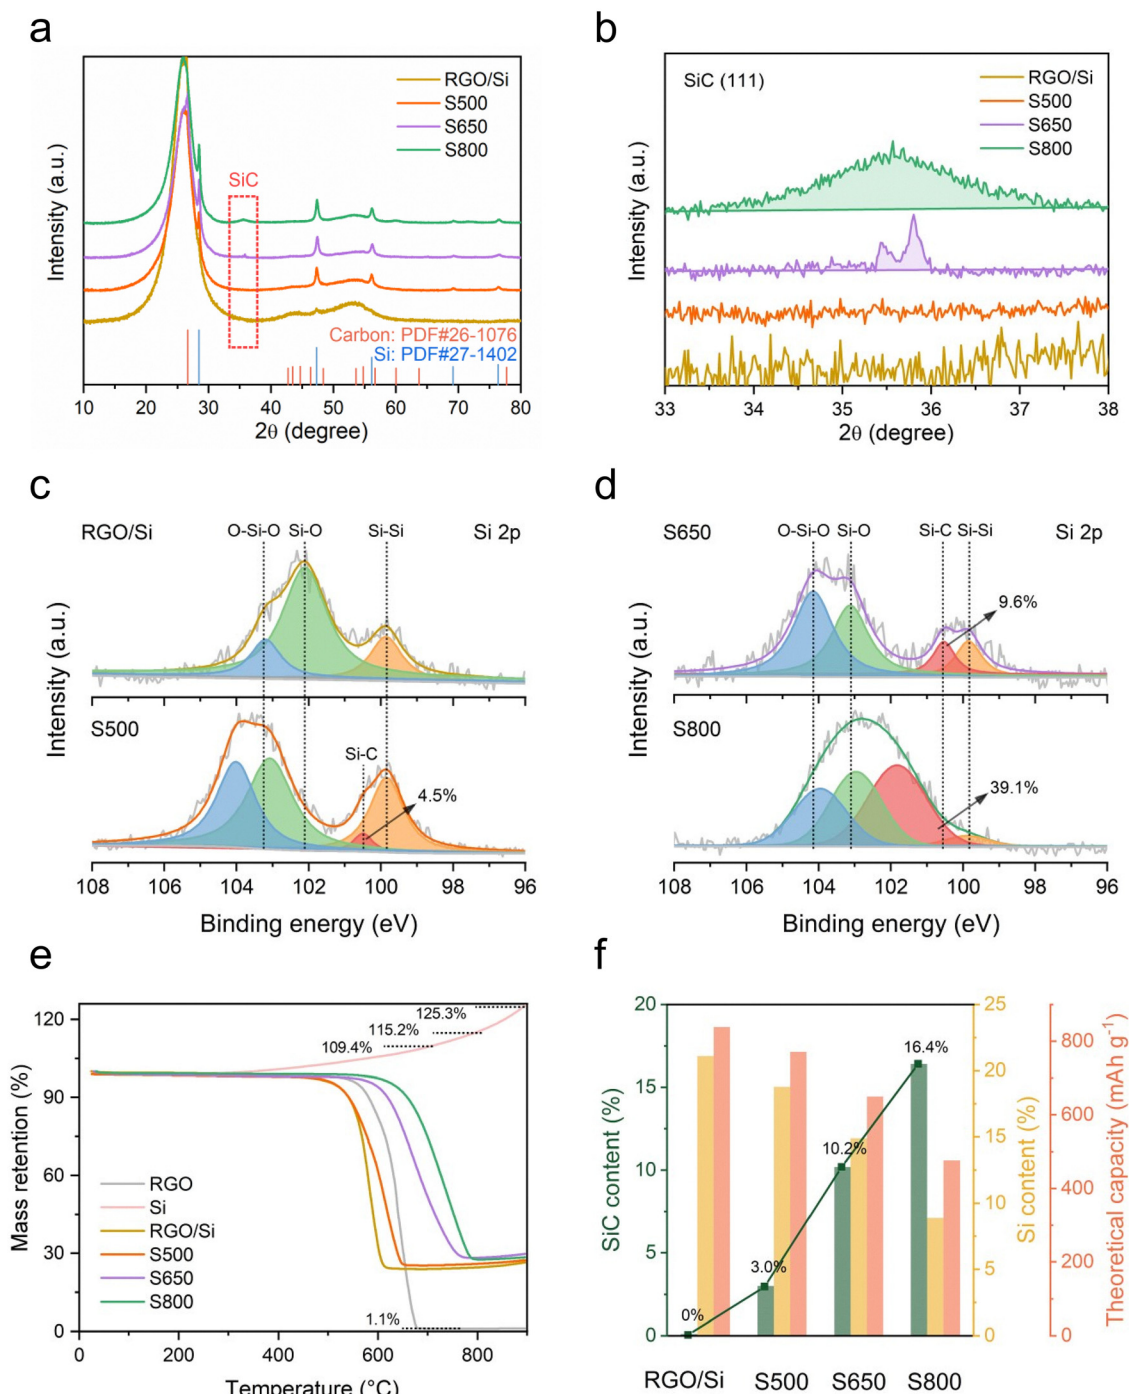 a
RGO/Si
S500
S650
S800
SiC
Carbon: PDF#26-1076
Si: PDF#27-1402
Intensity (a.u.)
10 20 30 40 50 60 70 80
2θ (degree)
b
SiC (111)
RGO/Si
S500
S650
S800
Intensity (a.u.)
33 34 35 36 37 38
2θ (degree)
c
RGO/Si
O-Si-O Si-O Si-Si
Si 2p
S500
Si-C
4.5%
Intensity (a.u.)
108 106 104 102 100 98 96
Binding energy (eV)
d
S650
O-Si-O Si-O Si-C Si-Si
Si 2p
9.6%
S800
39.1%
Intensity (a.u.)
108 106 104 102 100 98 96
Binding energy (eV)
e
125.3%
115.2%
109.4%
RGO
Si
RGO/Si
S500
S650
S800
1.1%
Mass retention (%)
120
90
60
30
0
0 200 400 600 800
Temperature (°C)
f
SiC content (%)
20
15
10
5
0
0%
3.0%
10.2%
16.4%
25
20
15
10
5
0
Si content (%)
800
600
400
200
0
Theoretical capacity (mAh g⁻¹)
RGO/Si S500 S650 S800